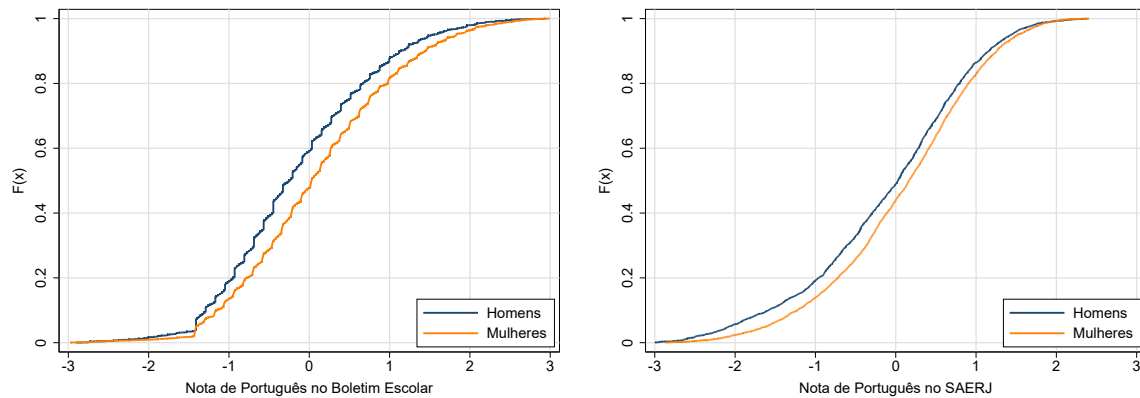 1
0.8
0.6
0.4
0.2
0
F(x)
-3 -2 -1 0 1 2 3
Nota de Português no Boletim Escolar
Homens
Mulheres
1
0.8
0.6
0.4
0.2
0
F(x)
-3 -2 -1 0 1 2 3
Nota de Português no SAERJ
Homens
Mulheres